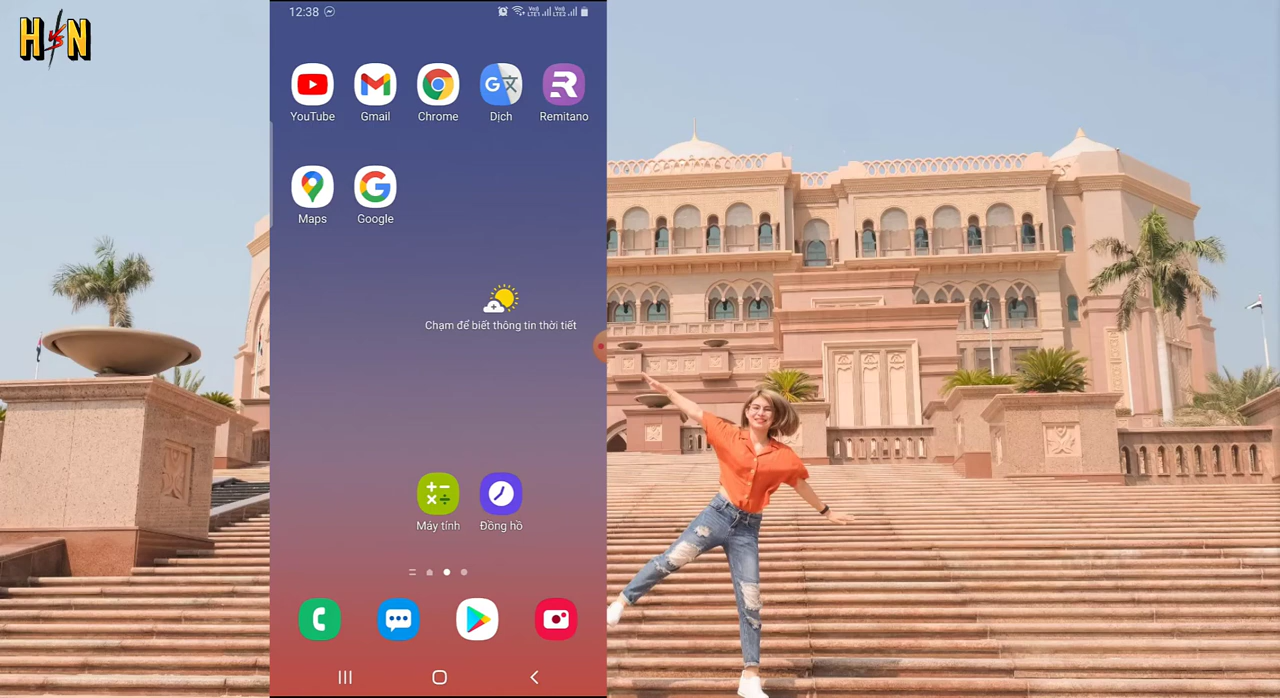 H N
12:38
YouTube Gmail Chrome Dịch Remitano
Maps Google
Chạm để biết thông tin thời tiết
Máy tính Đồng hồ